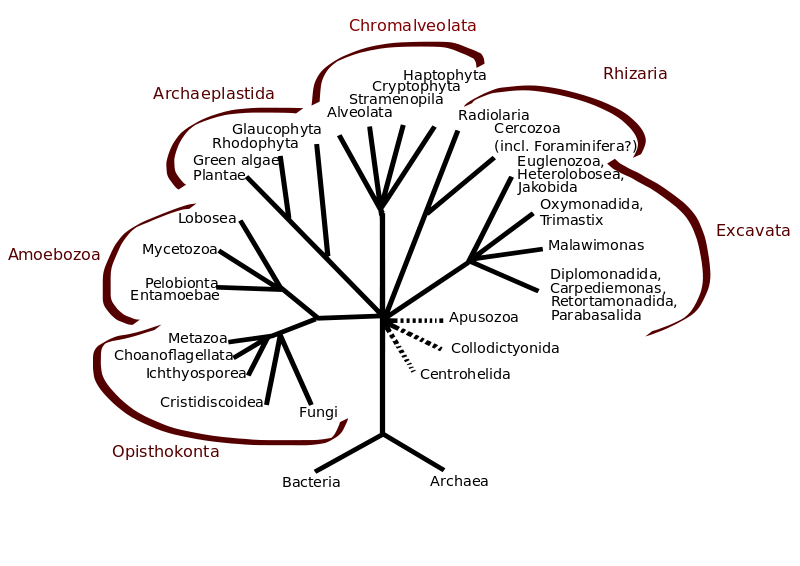 Chromalveolata
Haptophyta
Cryptophyta
Stramenopila
Alveolata
Rhizaria
Radiolaria
Cercozoa
(incl. Foraminifera?)
Archaeplastida
Glaucophyta
Rhodophyta
Green algae
Plantae
Euglenozoa,
Heterolobosea,
Jakobida
Oxymonadida,
Trimastix
Malawimonas
Diplomonadida,
Carpediemonas,
Retortamonadida,
Parabasalida
Excavata
Amoebozoa
Lobosea
Mycetozoa
Pelobionta
Entamoebae
Apusozoa
Collodictyonida
Centrohelida
Metazoa
Choanoflagellata
Ichthyosporea
Cristidiscoidea
Fungi
Opisthokonta
Bacteria
Archaea